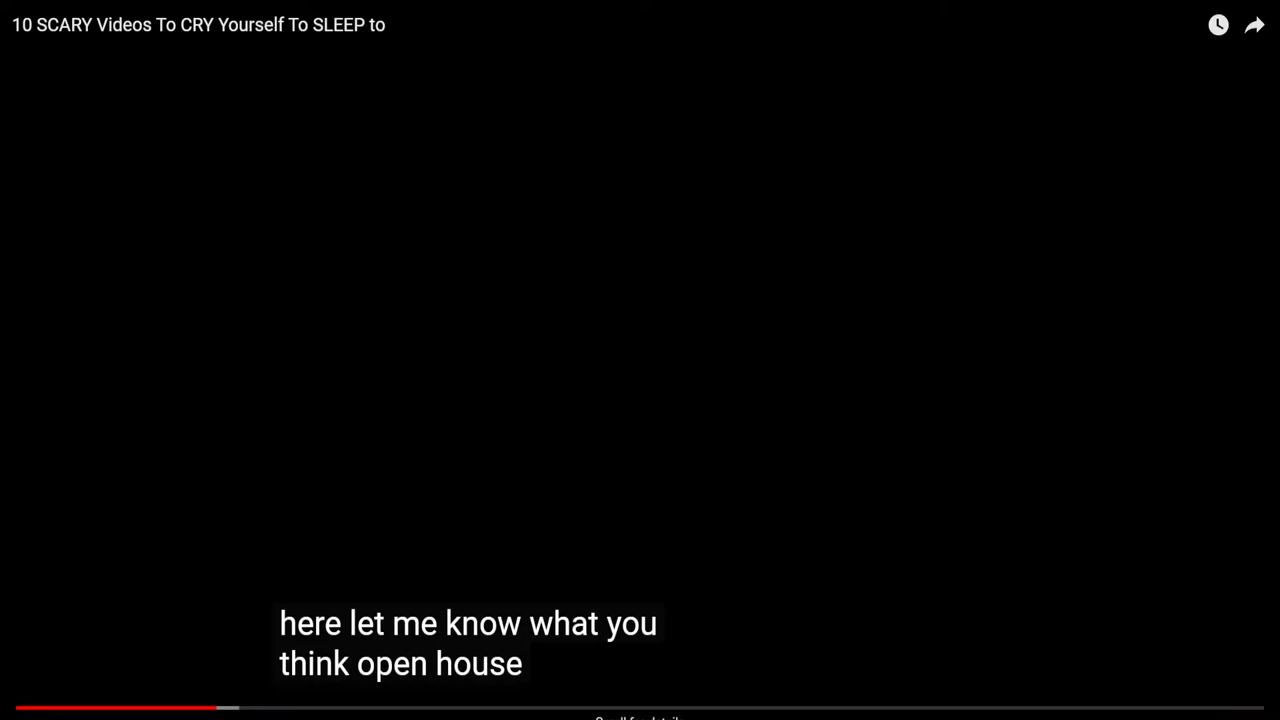 10 SCARY Videos To CRY Yourself To SLEEP to
here let me know what you
think open house